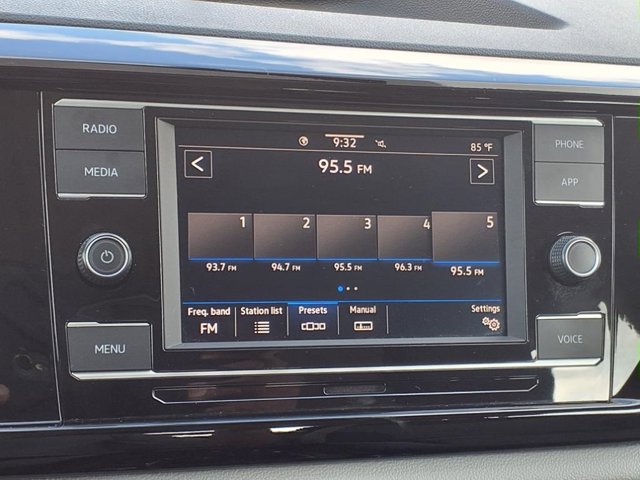 RADIO
MEDIA
MENU
9:32
85 °F
95.5 FM
<
>
1 2 3 4 5
93.7 FM 94.7 FM 95.5 FM 96.3 FM 95.5 FM
Freq. band Station list Presets Manual Settings
FM
PHONE
APP
VOICE